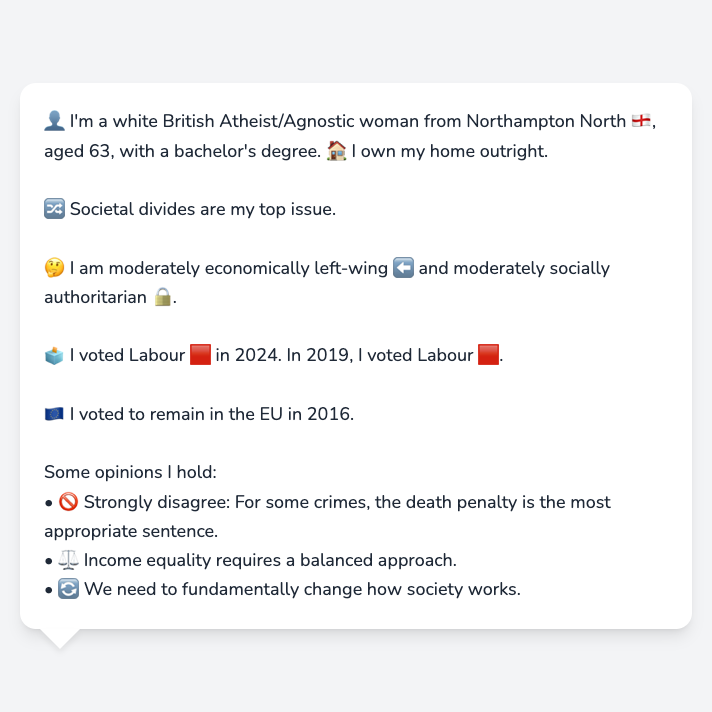 👤 I'm a white British Atheist/Agnostic woman from Northampton North 🏴󠁧󠁢󠁥󠁮󠁧󠁿,
aged 63, with a bachelor's degree. 🏠 I own my home outright.
🔀 Societal divides are my top issue.
🤔 I am moderately economically left-wing ⬅️ and moderately socially
authoritarian 🔒.
🗳️ I voted Labour 🟥 in 2024. In 2019, I voted Labour 🟥.
🇪🇺 I voted to remain in the EU in 2016.
Some opinions I hold:
• 🚫 Strongly disagree: For some crimes, the death penalty is the most
appropriate sentence.
• ⚖️ Income equality requires a balanced approach.
• 🔄 We need to fundamentally change how society works.